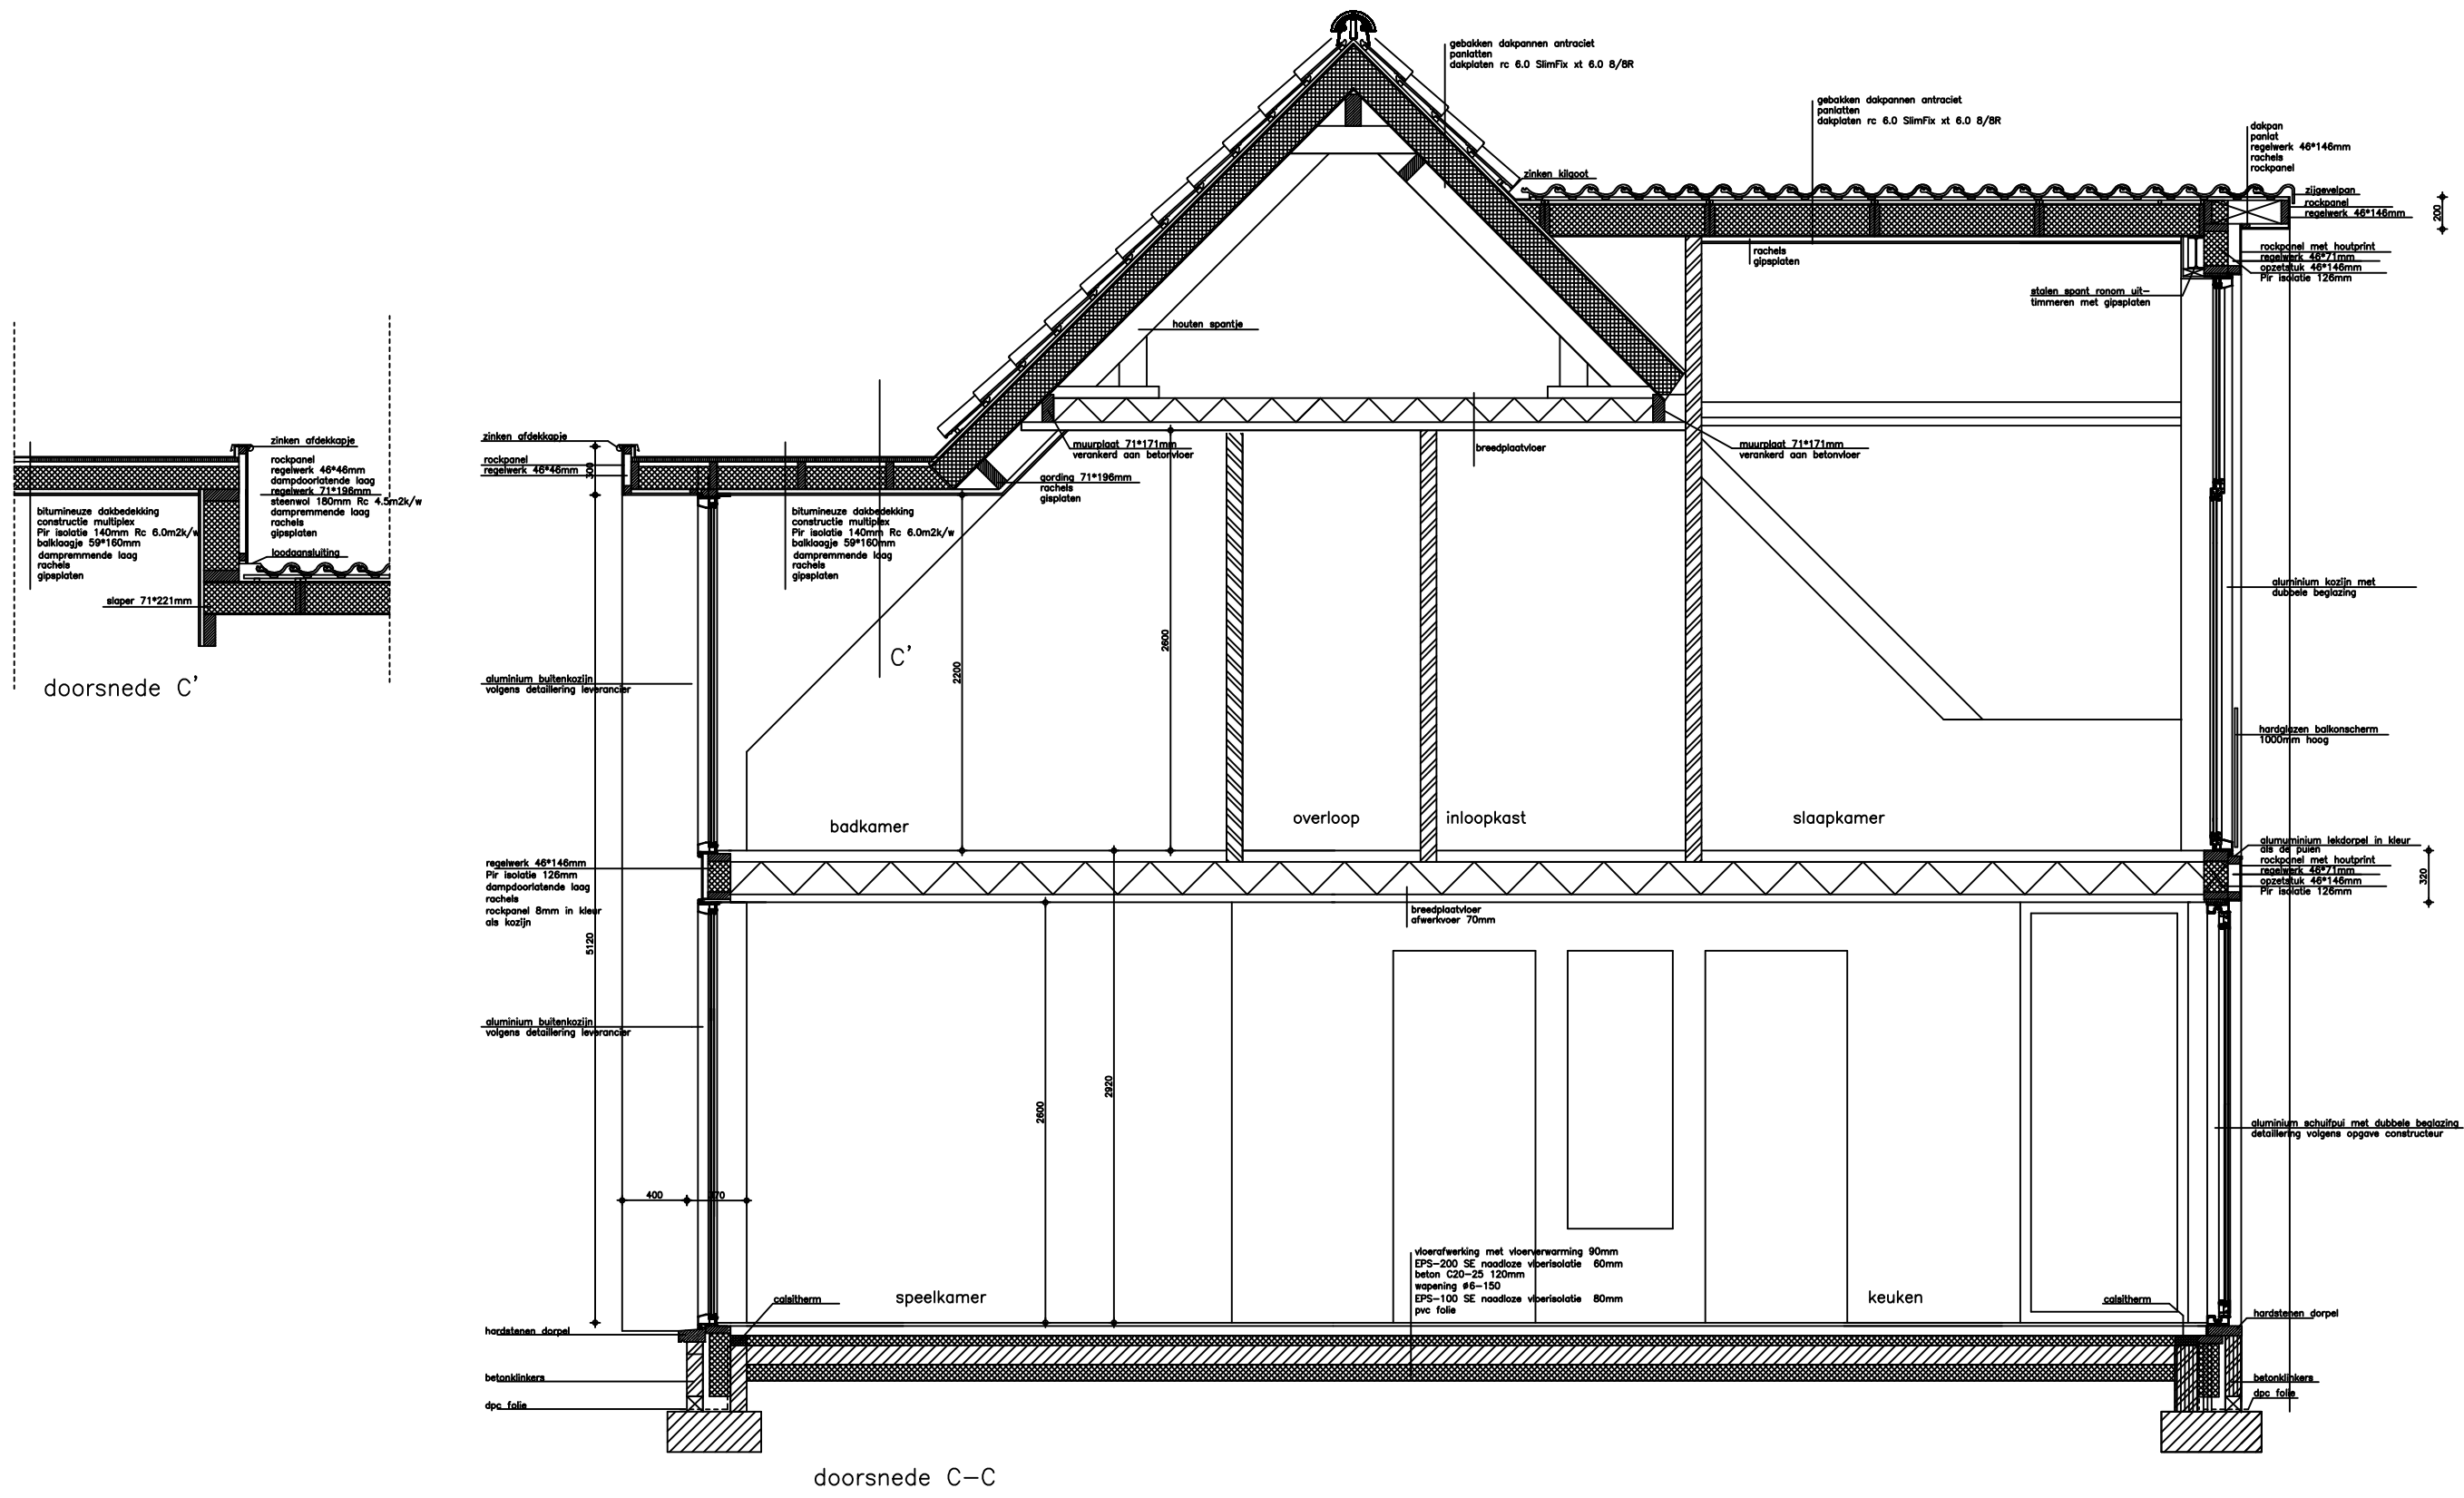 gebakken dakpannen antraciet
panlatten
dakplaten rc 6.0 SlimFix xt 6.0 8/8R
gebakken dakpannen antraciet
panlatten
dakplaten rc 6.0 SlimFix xt 6.0 8/8R
dakpan
panlat
regelwerk 46*146mm
rachels
rockpanel
zinken kilgoot
zijgevelpan
rockpanel
regelwerk 46*146mm
200
rachels
gipsplaten
rockpanel met houtprint
regelwerk 46*71mm
opzetstuk 46*146mm
Pir isolatie 126mm
stalen spant ronom uit-
timmeren met gipsplaten
houten spantje
zinken afdekkapje
rockpanel
regelwerk 46*46mm
dampdoorlatende laag
regelwerk 71*196mm
steenwol 180mm Rc 4.5m2k/w
dampremmende laag
rachels
gipsplaten
loodaansluiting
bitumineuze dakbedekking
constructie multiplex
Pir isolatie 140mm Rc 6.0m2k/w
balklaagje 59*160mm
dampremmende laag
rachels
gipsplaten
slaper 71*221mm
doorsnede C'
zinken afdekkapje
rockpanel
regelwerk 46*46mm
300
muurplaat 71*171mm
verankerd aan betonvloer
breedplaatvloer
muurplaat 71*171mm
verankerd aan betonvloer
gording 71*196mm
rachels
gisplaten
bitumineuze dakbedekking
constructie multiplex
Pir isolatie 140mm Rc 6.0m2k/w
balklaagje 59*160mm
dampremmende laag
rachels
gipsplaten
C'
2200
2600
aluminium buitenkozijn
volgens detaillering leverancier
aluminium kozijn met
dubbele beglazing
hardglazen balkonscherm
1000mm hoog
badkamer
overloop
inloopkast
slaapkamer
alumuminium lekdorpel in kleur
als de puien
rockpanel met houtprint
regelwerk 46*71mm
opzetstuk 46*146mm
Pir isolatie 126mm
320
regelwerk 46*146mm
Pir isolatie 126mm
dampdoorlatende laag
rachels
rockpanel 8mm in kleur
als kozijn
5120
breedplaatvloer
afwerkvoer 70mm
aluminium buitenkozijn
volgens detaillering leverancier
2600
2920
aluminium schuifpui met dubbele beglazing
detaillering volgens opgave constructeur
400
70
vloerafwerking met vloerverwarming 90mm
EPS-200 SE naadloze vloerisolatie 60mm
beton C20-25 120mm
wapening ø6-150
EPS-100 SE naadloze vloerisolatie 80mm
pvc folie
speelkamer
keuken
calsitherm
calsitherm
hardstenen dorpel
hardstenen dorpel
betonklinkers
betonklinkers
dpc folie
dpc folie
doorsnede C-C